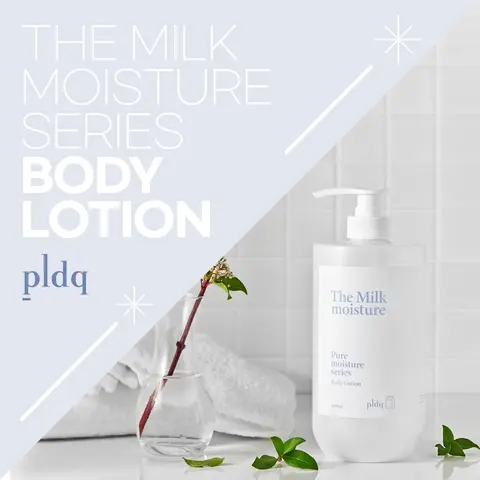 THE MILK
MOISTURE
SERIES
BODY
LOTION
pldq
The Milk
moisture
Pure
moisture
series
Body Lotion
pldq